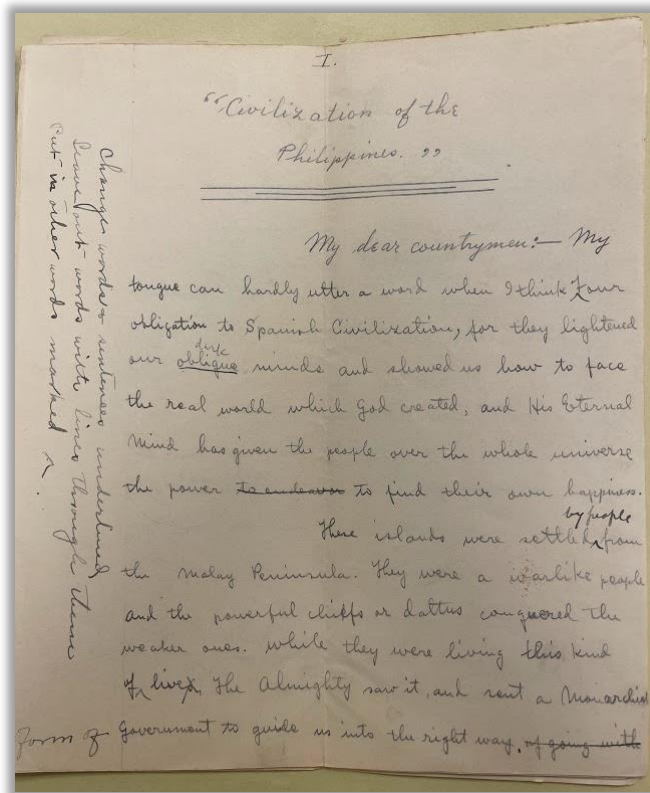 I.
"Civilization of the
Philippines."
My dear countrymen:— My
tongue can hardly utter a word when I think ^ our
obligation to Spanish Civilization, for they lightened
dark
our oblique minds and showed us how to face
the real world which God created, and His Eternal
Mind has given the people over the whole universe
the power to endeavor to find their own happiness.
by people
These islands were settled ^ from
the Malay Peninsula. They were a warlike people
and the powerful chiefs or dattus conquered the
weaker ones. While they were living this kind
of ^ lives, The Almighty saw it, and sent a Monarchial
form of Government to guide us into the right way. of going with
Change words & sentences underlined
Leave out words with lines through them
Put in other words marked ^.